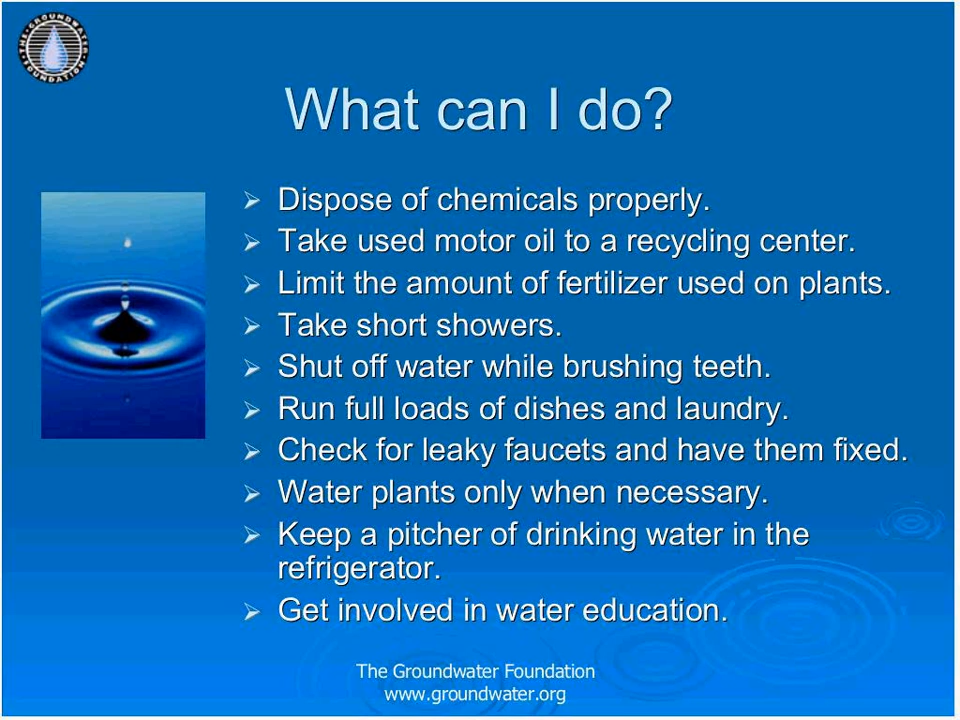 THE GROUNDWATER FOUNDATION
What can I do?
Dispose of chemicals properly.
Take used motor oil to a recycling center.
Limit the amount of fertilizer used on plants.
Take short showers.
Shut off water while brushing teeth.
Run full loads of dishes and laundry.
Check for leaky faucets and have them fixed.
Water plants only when necessary.
Keep a pitcher of drinking water in the
refrigerator.
Get involved in water education.
The Groundwater Foundation
www.groundwater.org